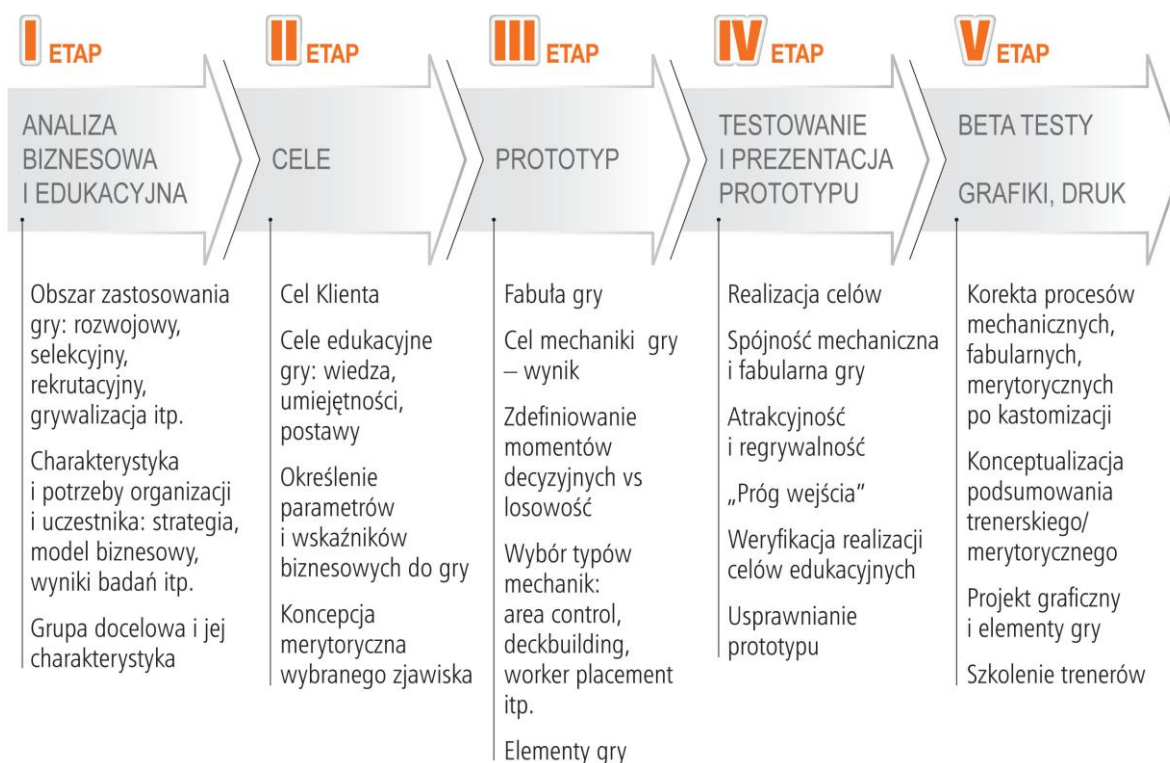 I ETAP
ANALIZA
BIZNESOWA
I EDUKACYJNA
Obszar zastosowania
gry: rozwojowy,
selekcyjny,
rekrutacyjny,
grywalizacja itp.
Charakterystyka
i potrzeby organizacji
i uczestnika: strategia,
model biznesowy,
wyniki badań itp.
Grupa docelowa i jej
charakterystyka
II ETAP
CELE
Cel Klienta
Cele edukacyjne
gry: wiedza,
umiejętności,
postawy
Określenie
parametrów
i wskaźników
biznesowych do gry
Koncepcja
merytoryczna
wybranego zjawiska
III ETAP
PROTOTYP
Fabuła gry
Cel mechaniki gry
– wynik
Zdefiniowanie
momentów
decyzyjnych vs
losowość
Wybór typów
mechanik:
area control,
deckbuilding,
worker placement
itp.
Elementy gry
IV ETAP
TESTOWANIE
I PREZENTACJA
PROTOTYPU
Realizacja celów
Spójność mechaniczna
i fabularna gry
Atrakcyjność
i regrywalność
„Próg wejścia”
Weryfikacja realizacji
celów edukacyjnych
Usprawnianie
prototypu
V ETAP
BETA TESTY
GRAFIKI, DRUK
Korekta procesów
mechanicznych,
fabularnych,
merytorycznych
po kastomizacji
Konceptualizacja
podsumowania
trenerskiego/
merytorycznego
Projekt graficzny
i elementy gry
Szkolenie trenerów